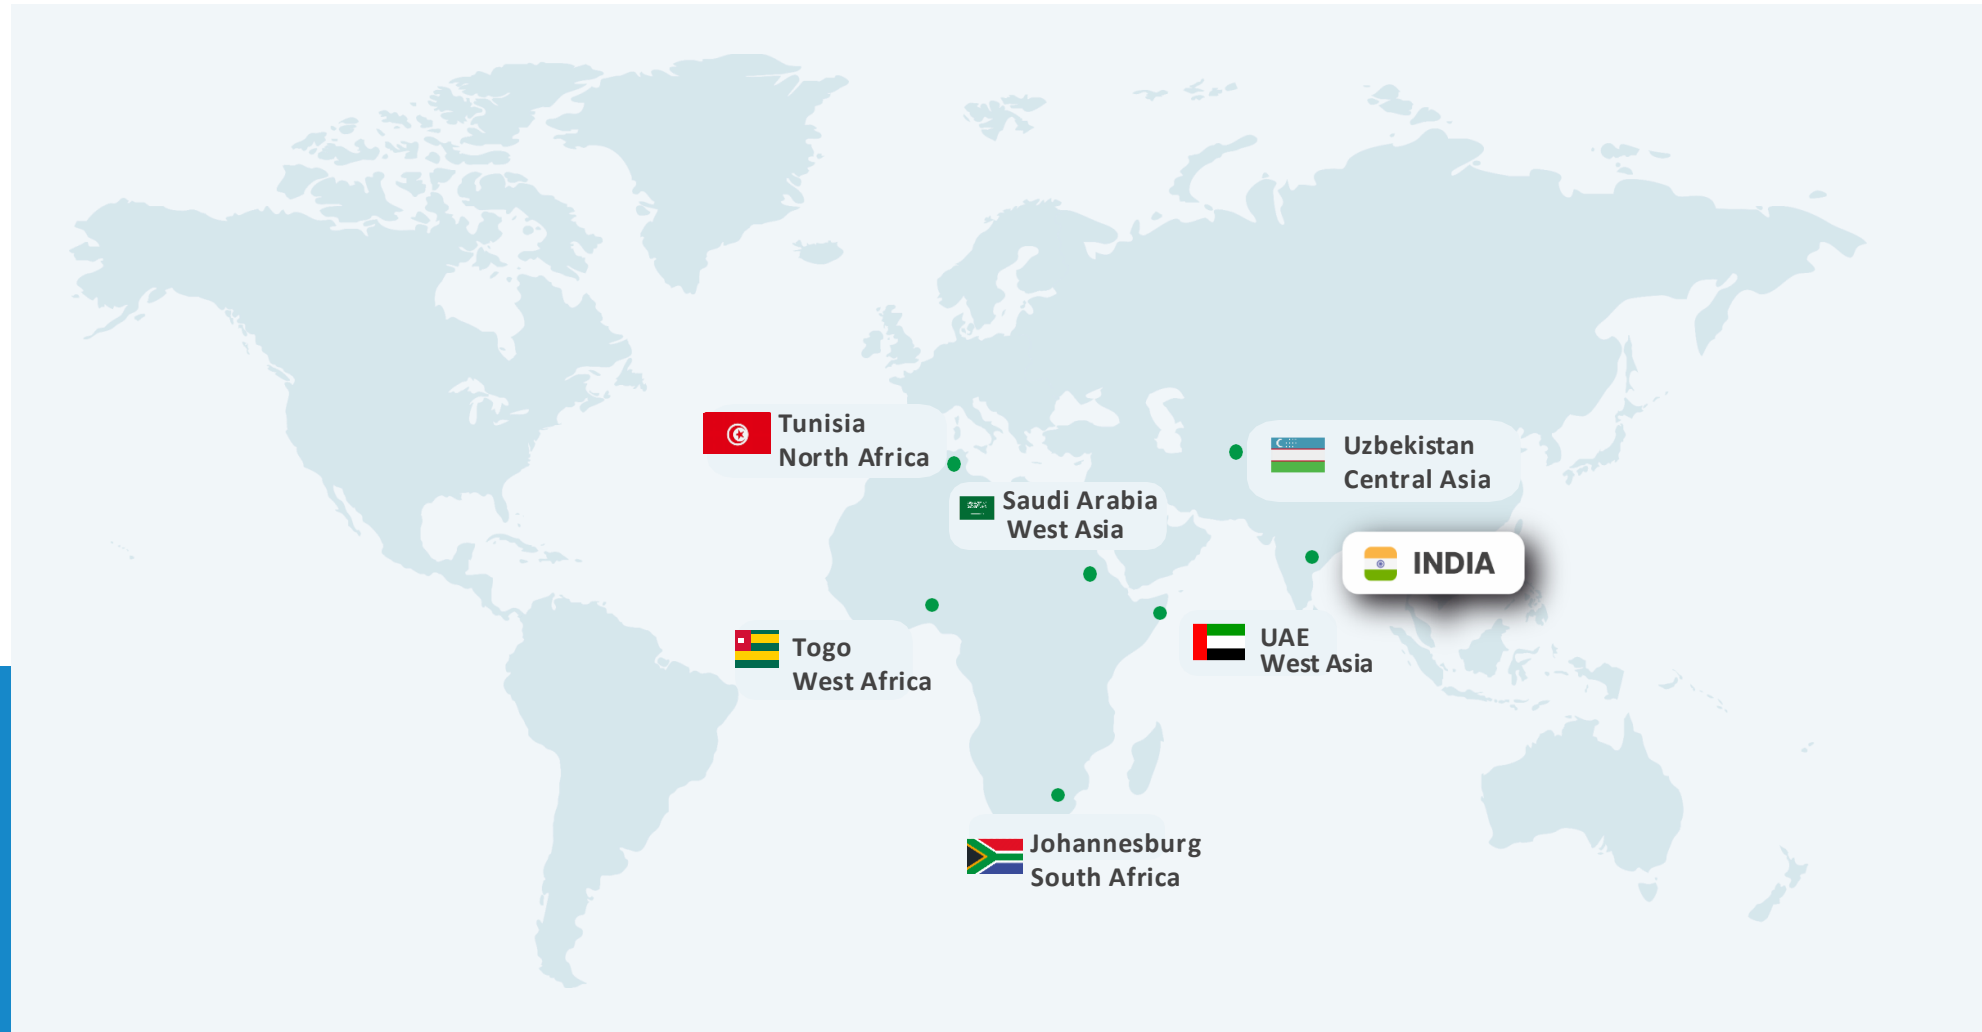 Tunisia
North Africa
Uzbekistan
Central Asia
Saudi Arabia
West Asia
INDIA
Togo
West Africa
UAE
West Asia
Johannesburg
South Africa